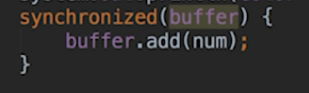 synchronized(buffer) {
buffer.add(num);
}